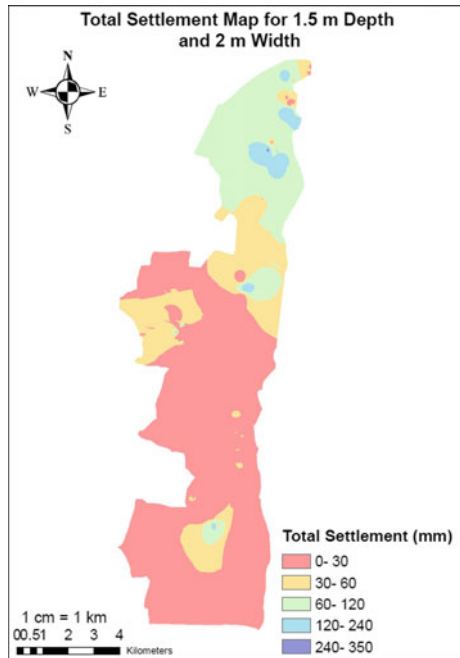 Total Settlement Map for 1.5 m Depth
and 2 m Width
N
W E
S
Total Settlement (mm)
0- 30
30- 60
60- 120
120- 240
240- 350
1 cm = 1 km
00.51 2 3 4
Kilometers